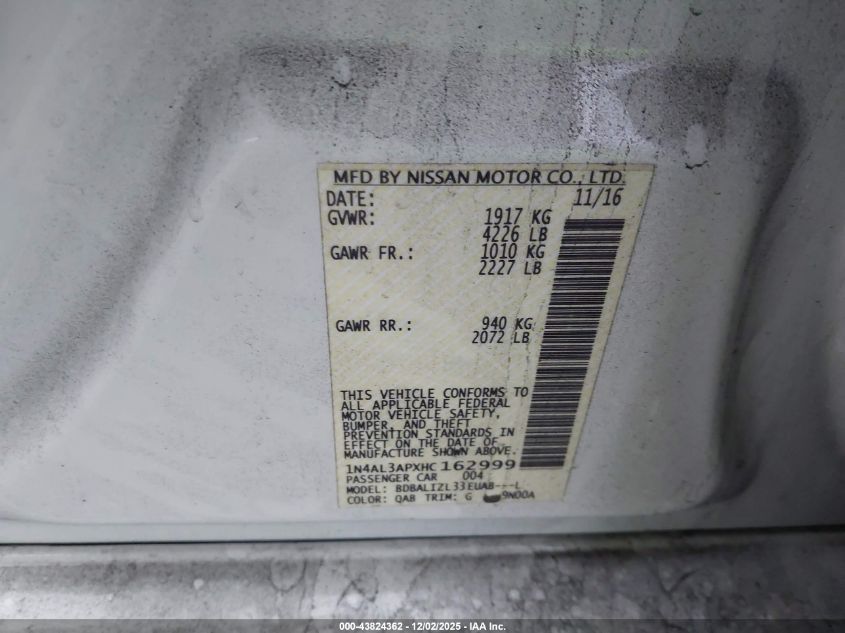 MFD BY NISSAN MOTOR CO., LTD.
DATE: 11/16
GVWR: 1917 KG
4226 LB
GAWR FR.: 1010 KG
2227 LB
GAWR RR.: 940 KG
2072 LB
THIS VEHICLE CONFORMS TO
ALL APPLICABLE FEDERAL
MOTOR VEHICLE SAFETY,
BUMPER, AND THEFT
PREVENTION STANDARDS IN
EFFECT ON THE DATE OF
MANUFACTURE SHOWN ABOVE.
1N4AL3APXHC162999
PASSENGER CAR 004
MODEL: BDBALIZL33EUAB---L
COLOR: QAB TRIM: G 9N00A
000-43824362 - 12/02/2025 - IAA Inc.